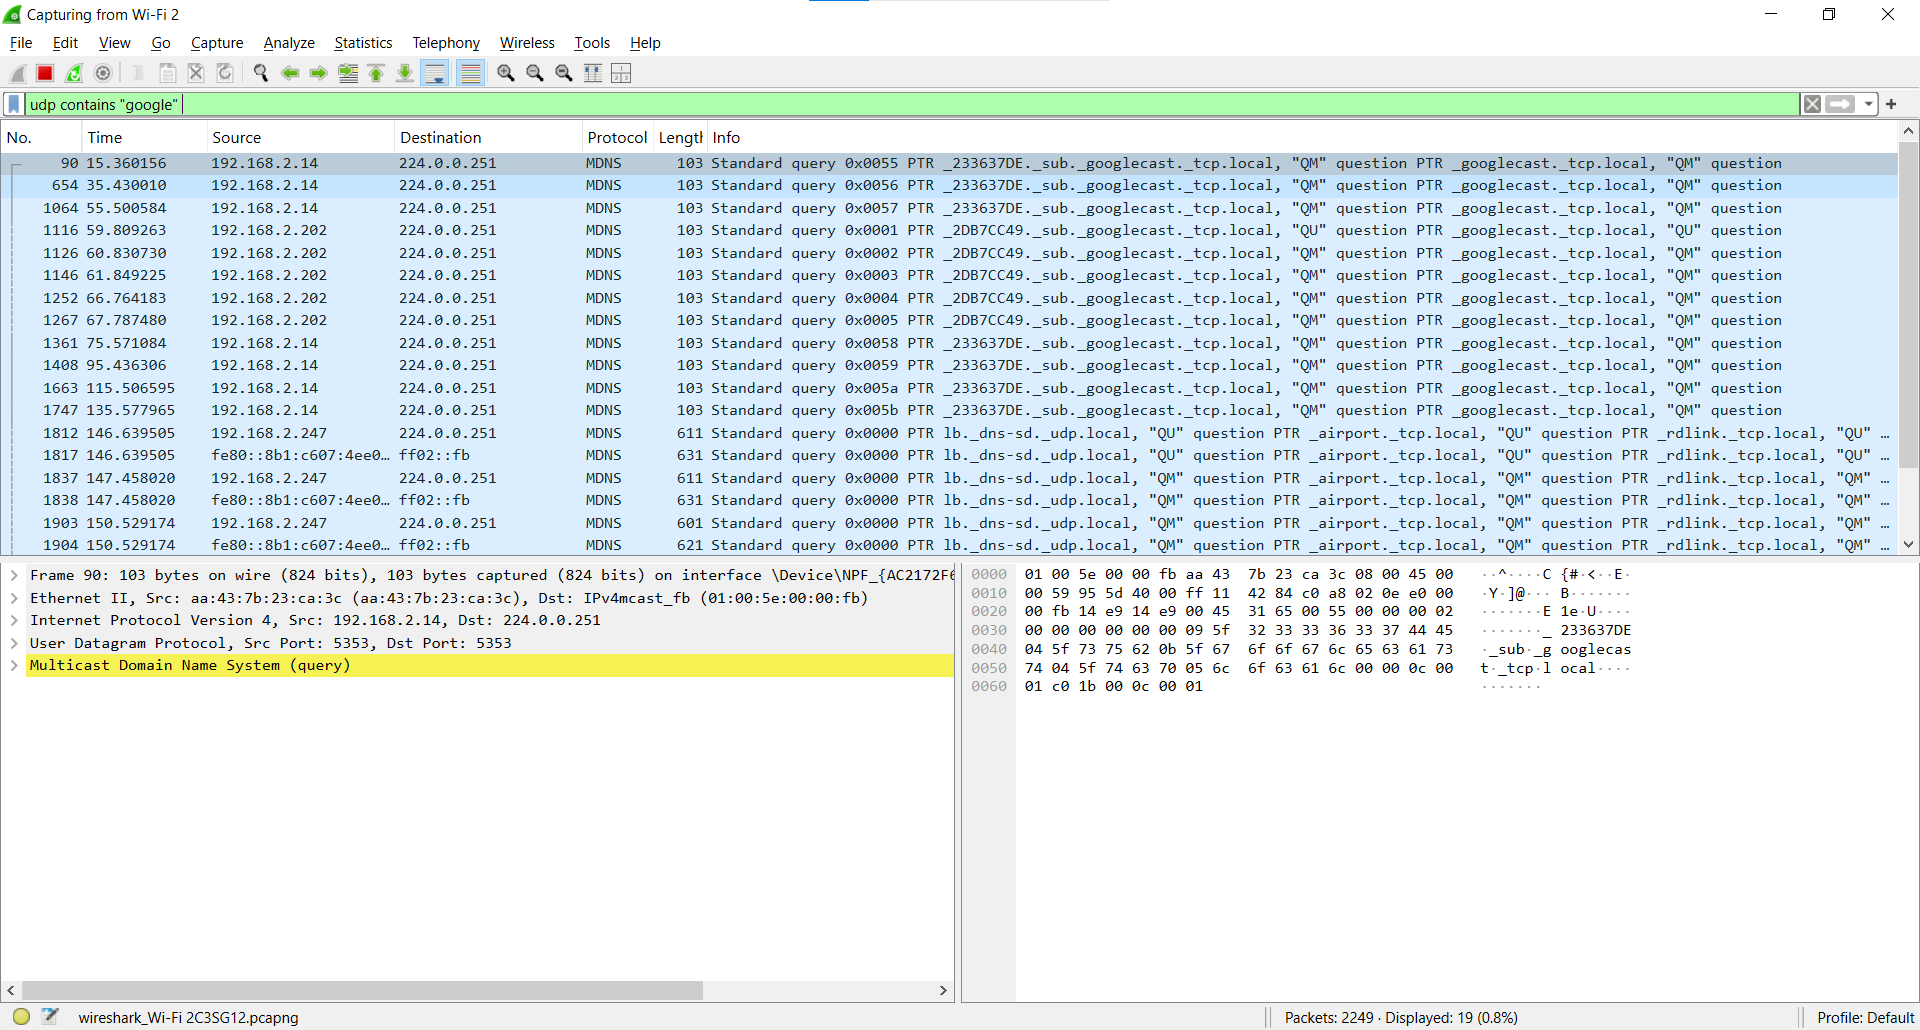 Capturing from Wi-Fi 2
File Edit View Go Capture Analyze Statistics Telephony Wireless Tools Help
udp contains "google"
No. Time Source Destination Protocol Length Info
90 15.360156 192.168.2.14 224.0.0.251 MDNS 103 Standard query 0x0055 PTR _233637DE._sub._googlecast._tcp.local, "QM" question PTR _googlecast._tcp.local, "QM" question
654 35.430010 192.168.2.14 224.0.0.251 MDNS 103 Standard query 0x0056 PTR _233637DE._sub._googlecast._tcp.local, "QM" question PTR _googlecast._tcp.local, "QM" question
1064 55.500584 192.168.2.14 224.0.0.251 MDNS 103 Standard query 0x0057 PTR _233637DE._sub._googlecast._tcp.local, "QM" question PTR _googlecast._tcp.local, "QM" question
1116 59.809263 192.168.2.202 224.0.0.251 MDNS 103 Standard query 0x0001 PTR _2DB7CC49._sub._googlecast._tcp.local, "QU" question PTR _googlecast._tcp.local, "QU" question
1126 60.830730 192.168.2.202 224.0.0.251 MDNS 103 Standard query 0x0002 PTR _2DB7CC49._sub._googlecast._tcp.local, "QM" question PTR _googlecast._tcp.local, "QM" question
1146 61.849225 192.168.2.202 224.0.0.251 MDNS 103 Standard query 0x0003 PTR _2DB7CC49._sub._googlecast._tcp.local, "QM" question PTR _googlecast._tcp.local, "QM" question
1252 66.764183 192.168.2.202 224.0.0.251 MDNS 103 Standard query 0x0004 PTR _2DB7CC49._sub._googlecast._tcp.local, "QM" question PTR _googlecast._tcp.local, "QM" question
1267 67.787480 192.168.2.202 224.0.0.251 MDNS 103 Standard query 0x0005 PTR _2DB7CC49._sub._googlecast._tcp.local, "QM" question PTR _googlecast._tcp.local, "QM" question
1361 75.571084 192.168.2.14 224.0.0.251 MDNS 103 Standard query 0x0058 PTR _233637DE._sub._googlecast._tcp.local, "QM" question PTR _googlecast._tcp.local, "QM" question
1408 95.436306 192.168.2.14 224.0.0.251 MDNS 103 Standard query 0x0059 PTR _233637DE._sub._googlecast._tcp.local, "QM" question PTR _googlecast._tcp.local, "QM" question
1663 115.506595 192.168.2.14 224.0.0.251 MDNS 103 Standard query 0x005a PTR _233637DE._sub._googlecast._tcp.local, "QM" question PTR _googlecast._tcp.local, "QM" question
1747 135.577965 192.168.2.14 224.0.0.251 MDNS 103 Standard query 0x005b PTR _233637DE._sub._googlecast._tcp.local, "QM" question PTR _googlecast._tcp.local, "QM" question
1812 146.639505 192.168.2.247 224.0.0.251 MDNS 611 Standard query 0x0000 PTR lb._dns-sd._udp.local, "QU" question PTR _airport._tcp.local, "QU" question PTR _rdlink._tcp.local, "QU" …
1817 146.639505 fe80::8b1:c607:4ee0… ff02::fb MDNS 631 Standard query 0x0000 PTR lb._dns-sd._udp.local, "QU" question PTR _airport._tcp.local, "QU" question PTR _rdlink._tcp.local, "QU" …
1837 147.458020 192.168.2.247 224.0.0.251 MDNS 611 Standard query 0x0000 PTR lb._dns-sd._udp.local, "QM" question PTR _airport._tcp.local, "QM" question PTR _rdlink._tcp.local, "QM" …
1838 147.458020 fe80::8b1:c607:4ee0… ff02::fb MDNS 631 Standard query 0x0000 PTR lb._dns-sd._udp.local, "QM" question PTR _airport._tcp.local, "QM" question PTR _rdlink._tcp.local, "QM" …
1903 150.529174 192.168.2.247 224.0.0.251 MDNS 601 Standard query 0x0000 PTR lb._dns-sd._udp.local, "QM" question PTR _airport._tcp.local, "QM" question PTR _rdlink._tcp.local, "QM" …
1904 150.529174 fe80::8b1:c607:4ee0… ff02::fb MDNS 621 Standard query 0x0000 PTR lb._dns-sd._udp.local, "QM" question PTR _airport._tcp.local, "QM" question PTR _rdlink._tcp.local, "QM" …
Frame 90: 103 bytes on wire (824 bits), 103 bytes captured (824 bits) on interface \Device\NPF_{AC2172F6
Ethernet II, Src: aa:43:7b:23:ca:3c (aa:43:7b:23:ca:3c), Dst: IPv4mcast_fb (01:00:5e:00:00:fb)
Internet Protocol Version 4, Src: 192.168.2.14, Dst: 224.0.0.251
User Datagram Protocol, Src Port: 5353, Dst Port: 5353
Multicast Domain Name System (query)
0000 01 00 5e 00 00 fb aa 43 7b 23 ca 3c 08 00 45 00 ··^····C {#·<··E·
0010 00 59 95 5d 40 00 ff 11 42 84 c0 a8 02 0e e0 00 ·Y·]@··· B·······
0020 00 fb 14 e9 14 e9 00 45 31 65 00 55 00 00 00 02 ·······E 1e·U····
0030 00 00 00 00 00 00 09 5f 32 33 33 36 33 37 44 45 ·······_ 233637DE
0040 04 5f 73 75 62 0b 5f 67 6f 6f 67 6c 65 63 61 73 ·_sub·_g ooglecas
0050 74 04 5f 74 63 70 05 6c 6f 63 61 6c 00 00 0c 00 t·_tcp·l ocal····
0060 01 c0 1b 00 0c 00 01 ·······
wireshark_Wi-Fi 2C3SG12.pcapng Packets: 2249 · Displayed: 19 (0.8%) Profile: Default